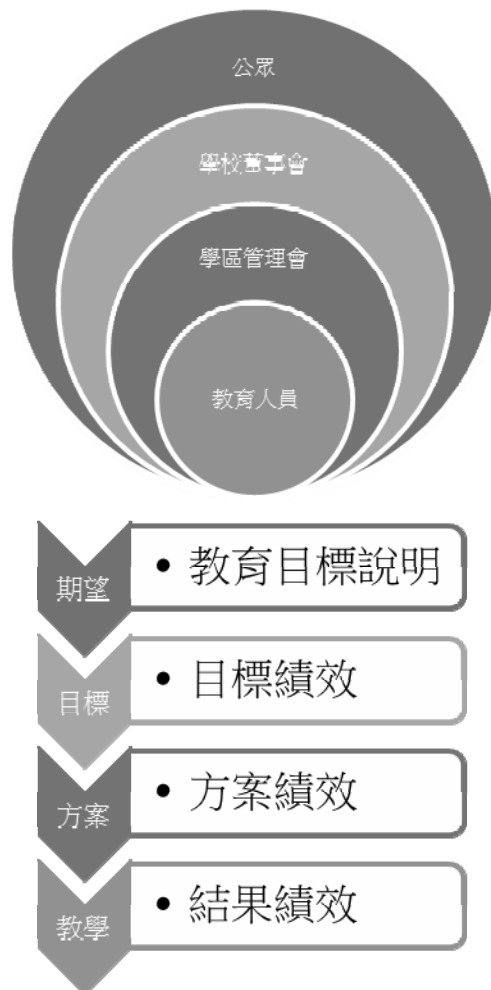 公眾
學校董事會
學區管理會
教育人員
期望
• 教育目標說明
目標
• 目標績效
方案
• 方案績效
教學
• 結果績效